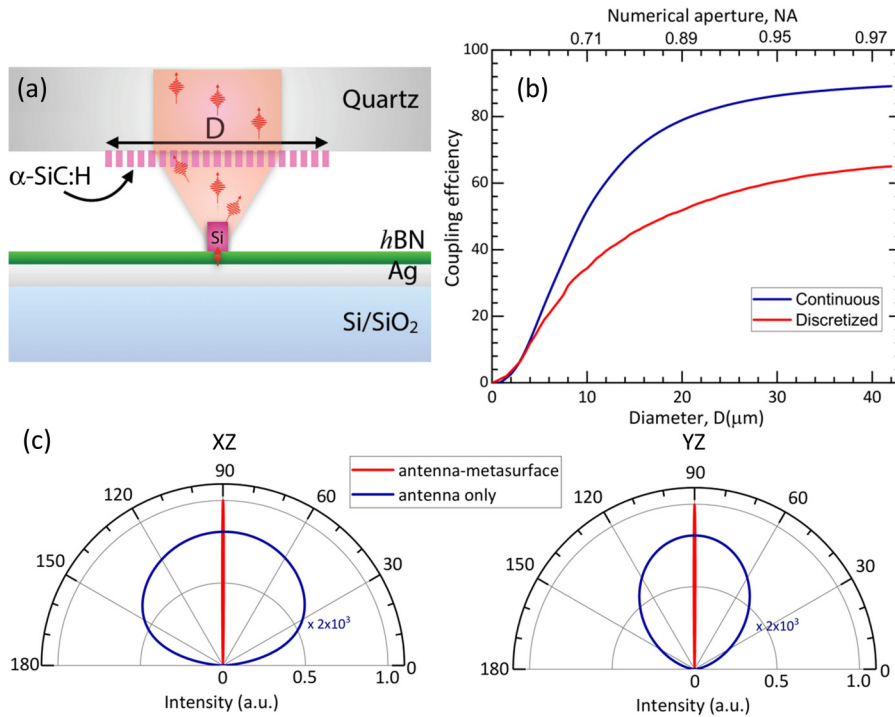 (a)
Quartz
D
α-SiC:H
Si
hBN
Ag
Si/SiO₂
Numerical aperture, NA
0.71 0.89 0.95 0.97
(b)
100
80
60
40
20
0
Coupling effciency
Continuous
Discretized
0 10 20 30 40
Diameter, D(μm)
(c)
XZ
antenna-metasurface
antenna only
90
120 60
150 30
180 0
x 2x10³
0 0.5 1.0
Intensity (a.u.)
YZ
90
120 60
150 30
180 0
x 2x10³
0 0.5 1.0
Intensity (a.u.)